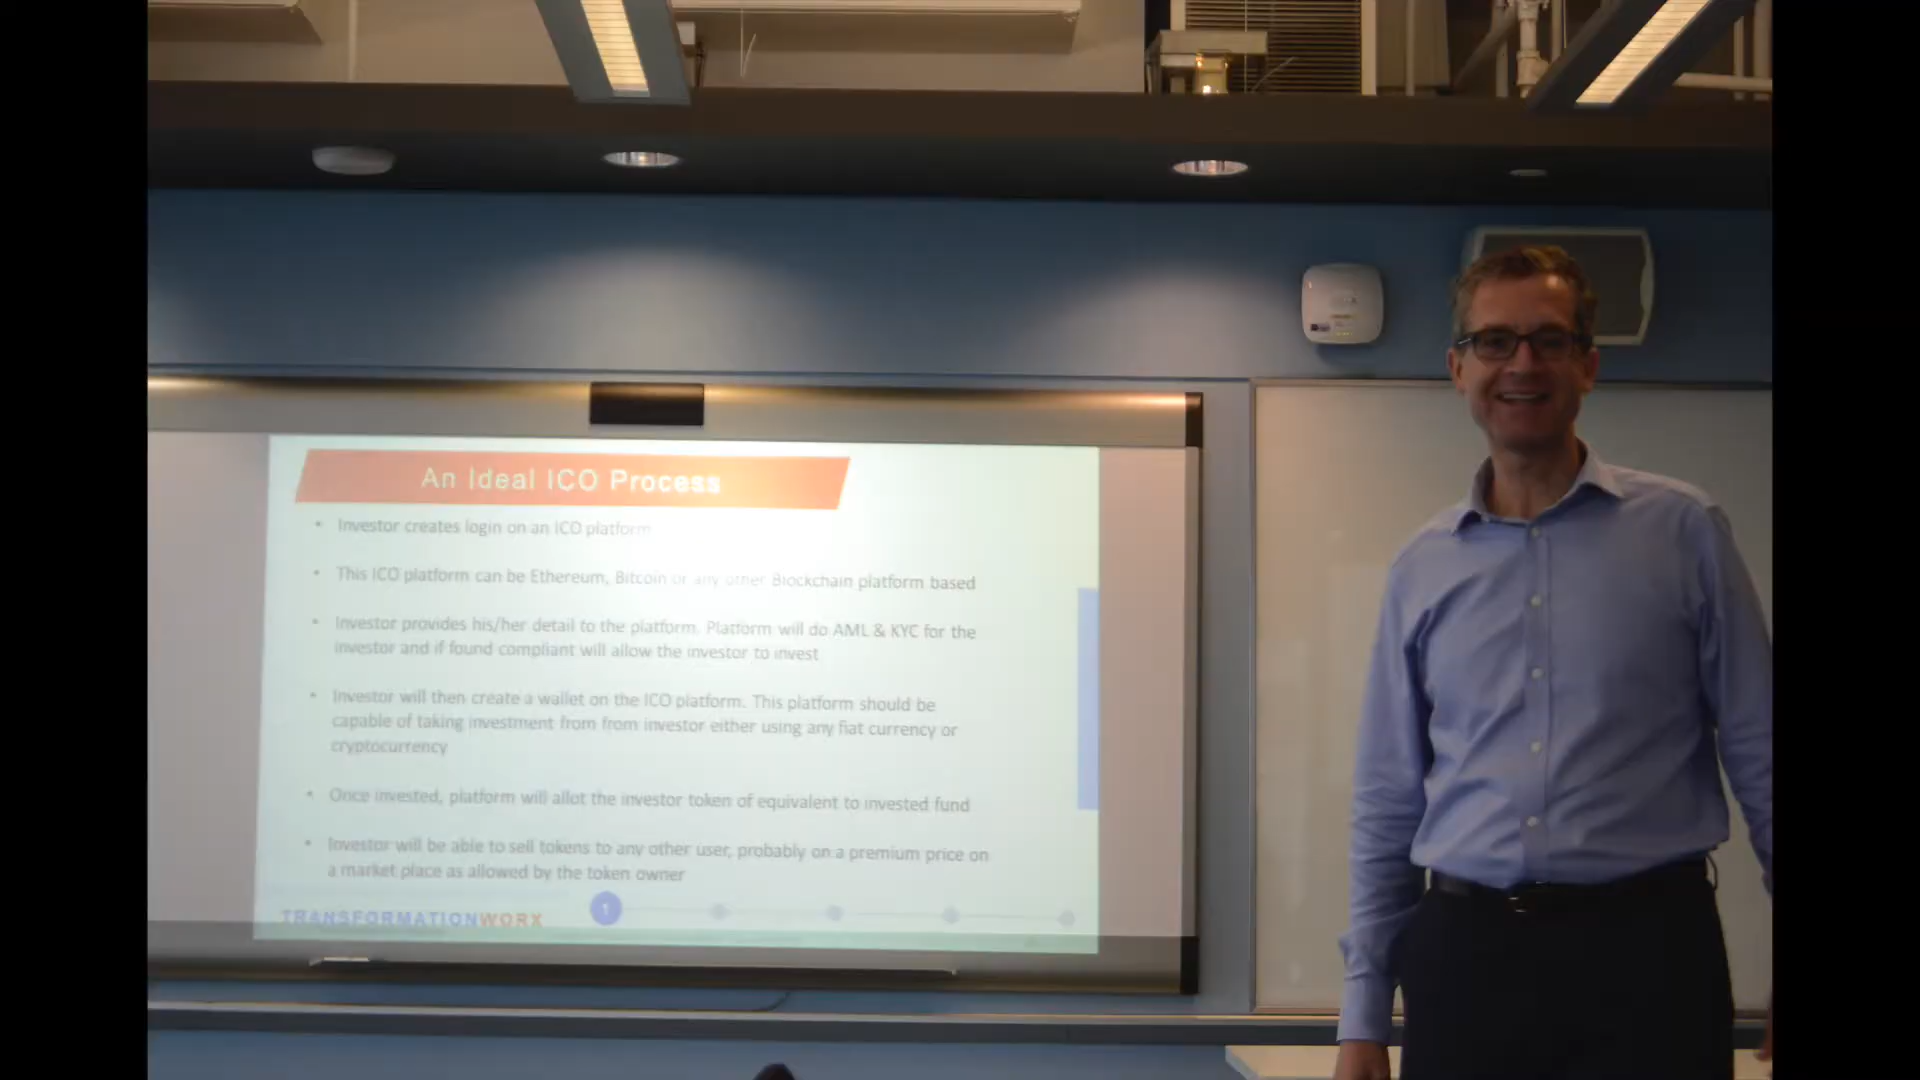 An Ideal ICO Process
• Investor creates login on an ICO platform
• This ICO platform can be Ethereum, Bitcoin or any other Blockchain platform based
• Investor provides his/her detail to the platform. Platform will do AML & KYC for the
investor and if found compliant will allow the investor to invest
• Investor will then create a wallet on the ICO platform. This platform should be
capable of taking investment from from investor either using any fiat currency or
cryptocurrency
• Once invested, platform will allot the investor token of equivalent to invested fund
• Investor will be able to sell tokens to any other user, probably on a premium price on
a market place as allowed by the token owner
TRANSFORMATIONWORX
1